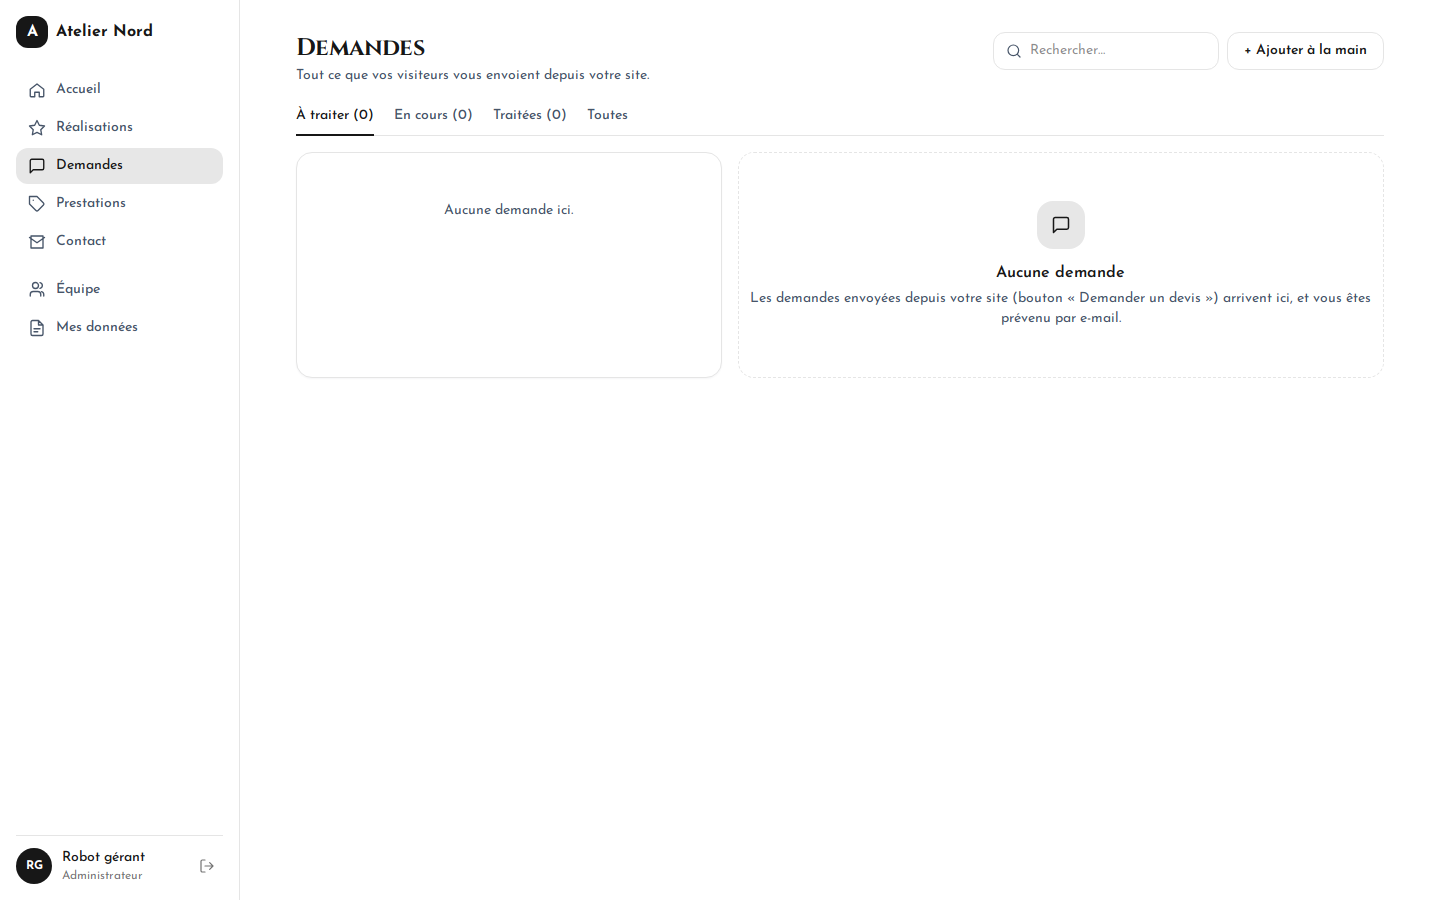 A Atelier Nord
Accueil
Réalisations
Demandes
Prestations
Contact
Équipe
Mes données
RG
Robot gérant
Administrateur
Demandes
Tout ce que vos visiteurs vous envoient depuis votre site.
Rechercher...
+ Ajouter à la main
À traiter (0) En cours (0) Traitées (0) Toutes
Aucune demande ici.
Aucune demande
Les demandes envoyées depuis votre site (bouton « Demander un devis ») arrivent ici, et vous êtes
prévenu par e-mail.